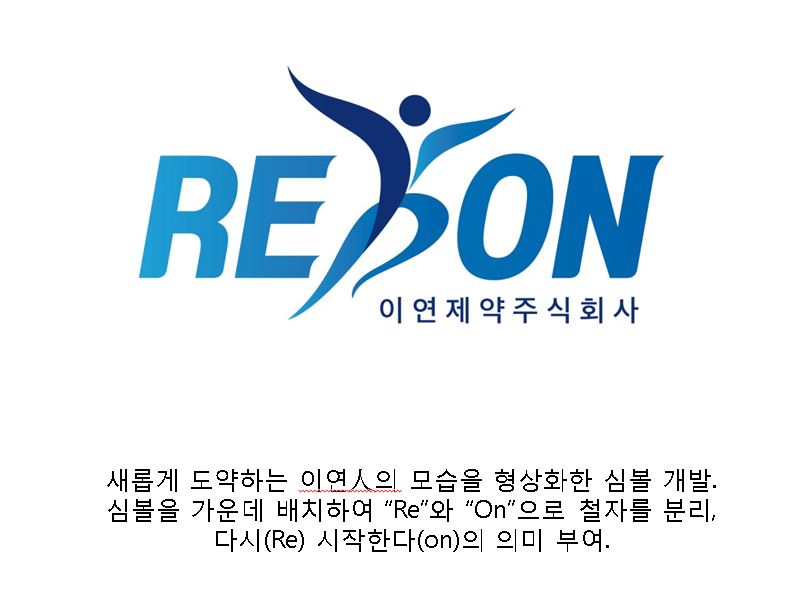 REON
이연제약주식회사
새롭게 도약하는 이연人의 모습을 형상화한 심볼 개발.
심볼을 가운데 배치하여 “Re”와 “On”으로 철자를 분리,
다시(Re) 시작한다(on)의 의미 부여.